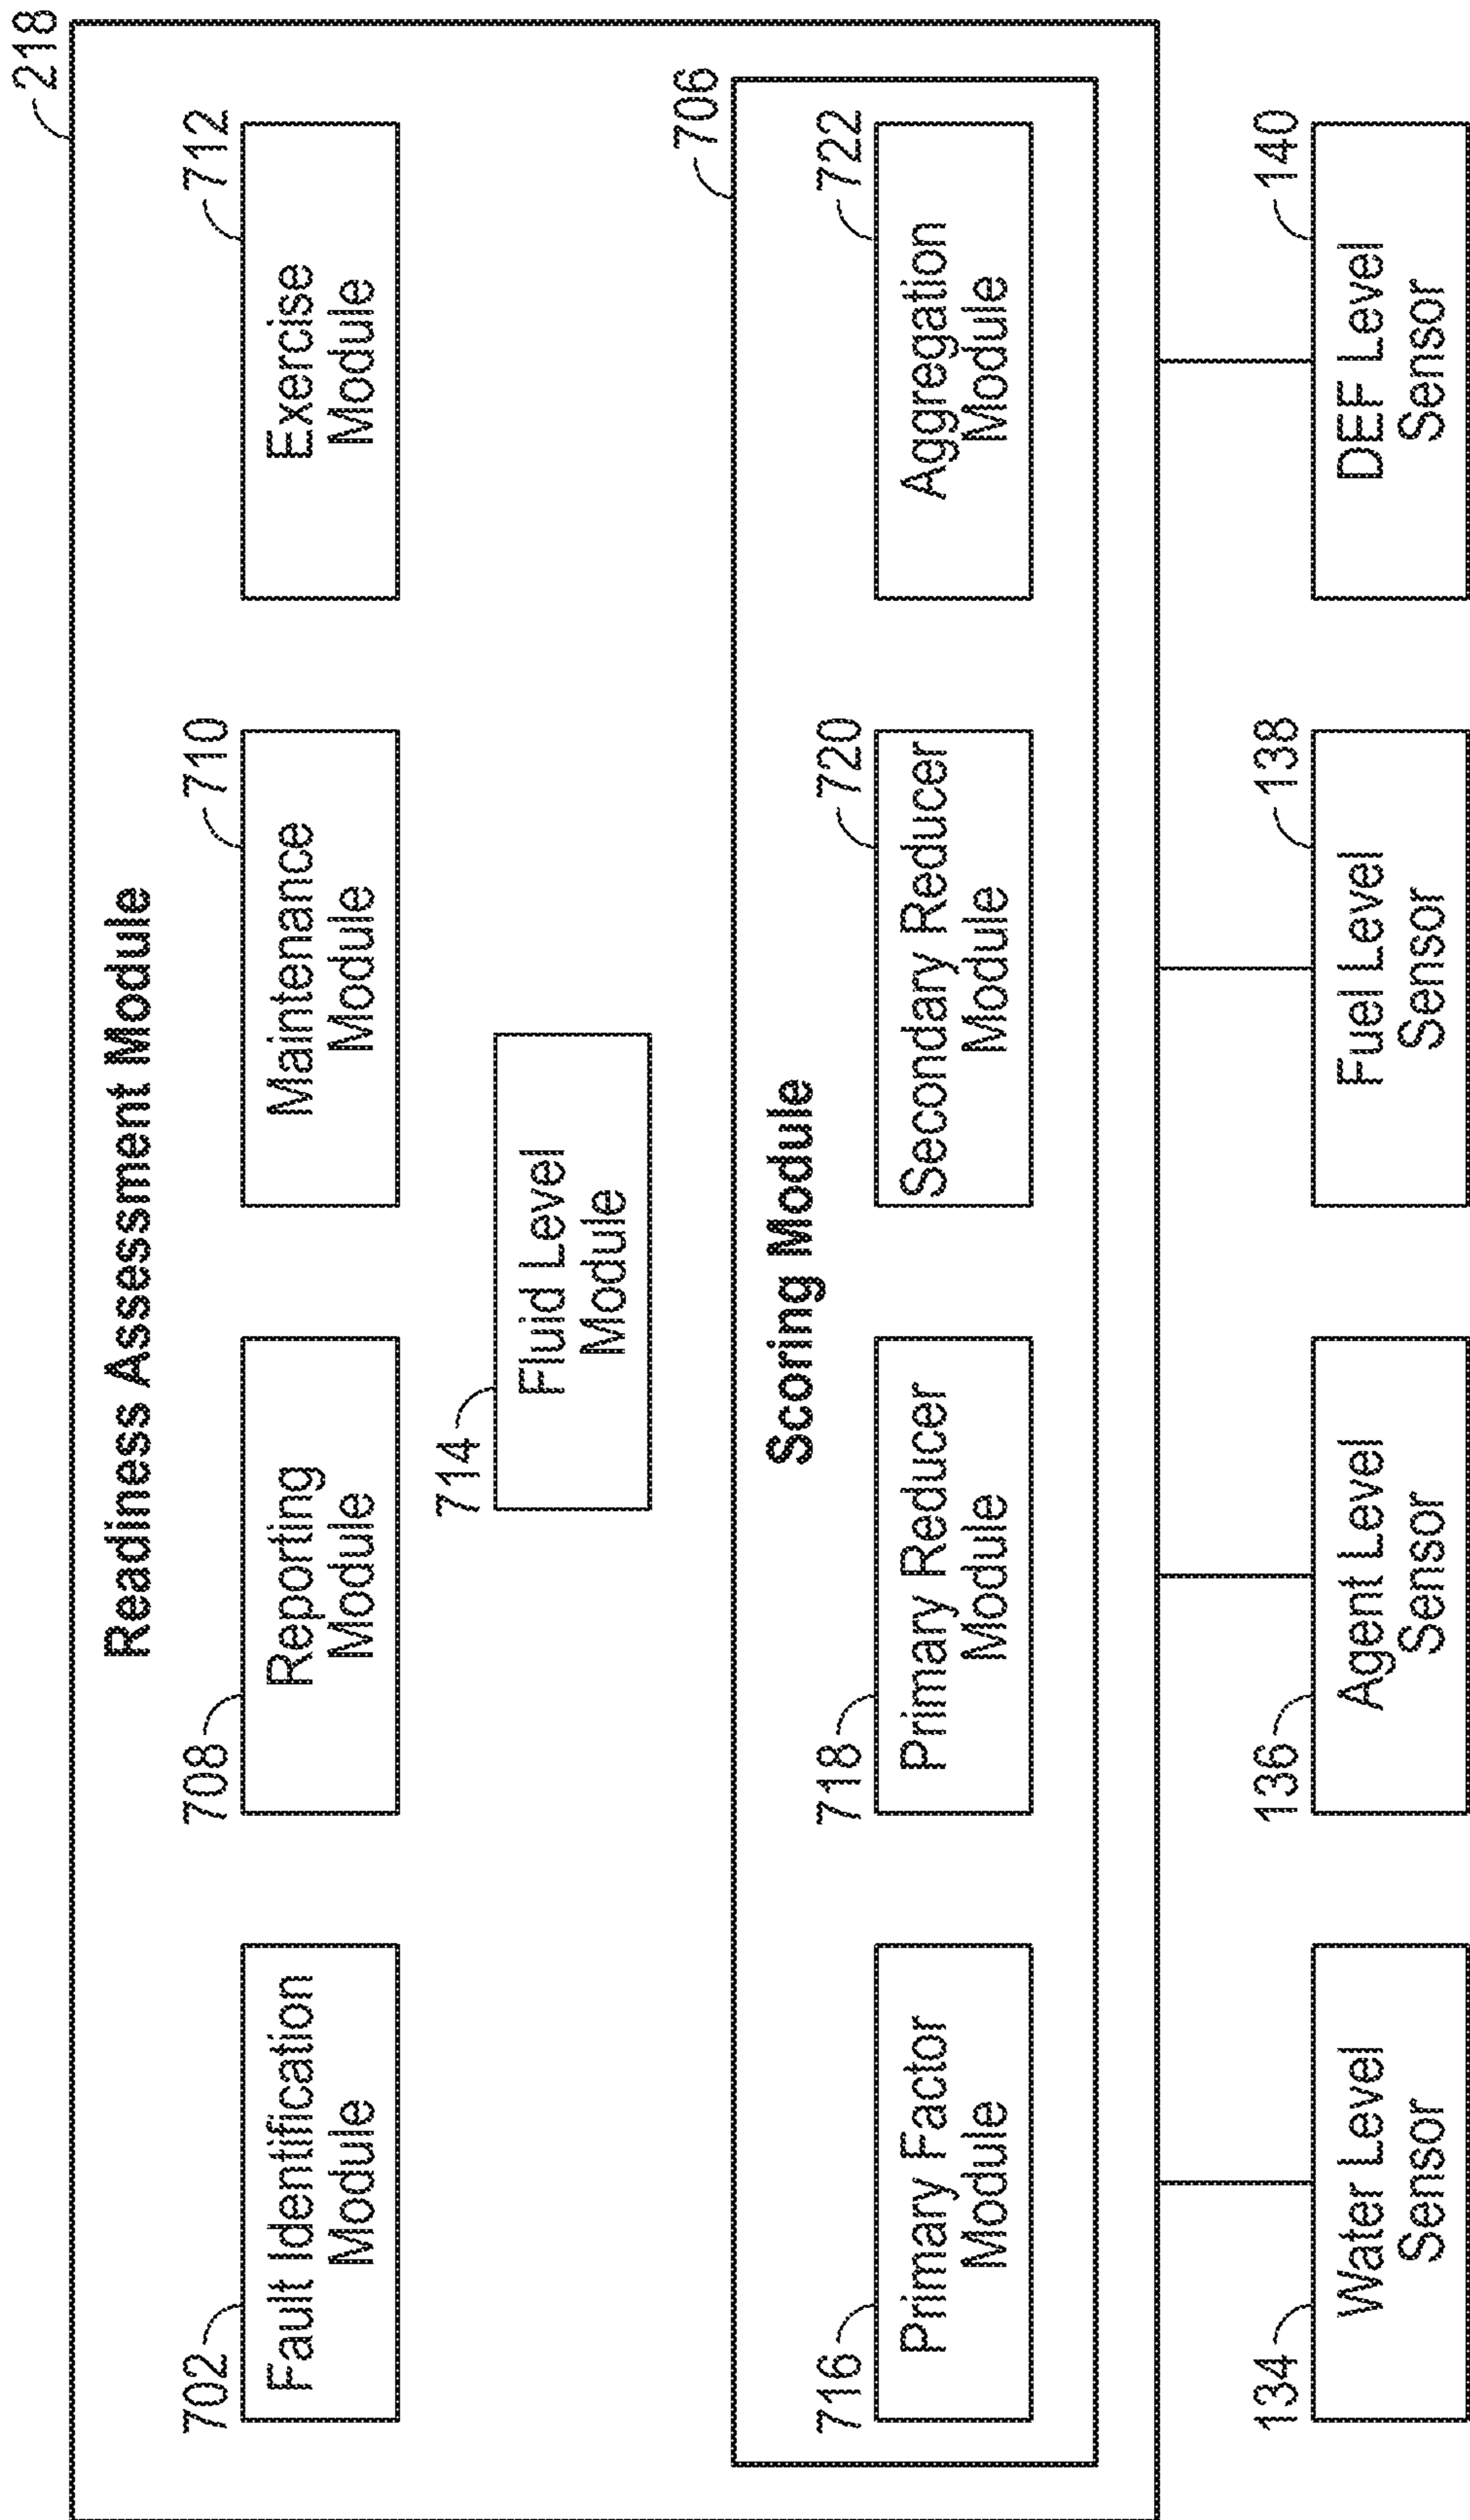 218
Readiness Assessment Module
702
Fault Identification
Module
708
Reporting
Module
710
Maintenance
Module
712
Exercise
Module
714
Fluid Level
Module
706
Scoring Module
716
Primary Factor
Module
718
Primary Reducer
Module
720
Secondary Reducer
Module
722
Aggregation
Module
134
Water Level
Sensor
136
Agent Level
Sensor
138
Fuel Level
Sensor
140
DEF Level
Sensor